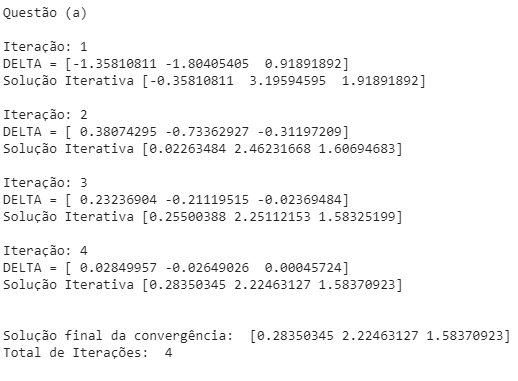 Questão (a)
Iteração: 1
DELTA = [-1.35810811 -1.80405405  0.91891892]
Solução Iterativa [-0.35810811  3.19594595  1.91891892]
Iteração: 2
DELTA = [ 0.38074295 -0.73362927 -0.31197209]
Solução Iterativa [0.02263484 2.46231668 1.60694683]
Iteração: 3
DELTA = [ 0.23236904 -0.21119515 -0.02369484]
Solução Iterativa [0.25500388 2.25112153 1.58325199]
Iteração: 4
DELTA = [ 0.02849957 -0.02649026  0.00045724]
Solução Iterativa [0.28350345 2.22463127 1.58370923]
Solução final da convergência:  [0.28350345 2.22463127 1.58370923]
Total de Iterações:  4